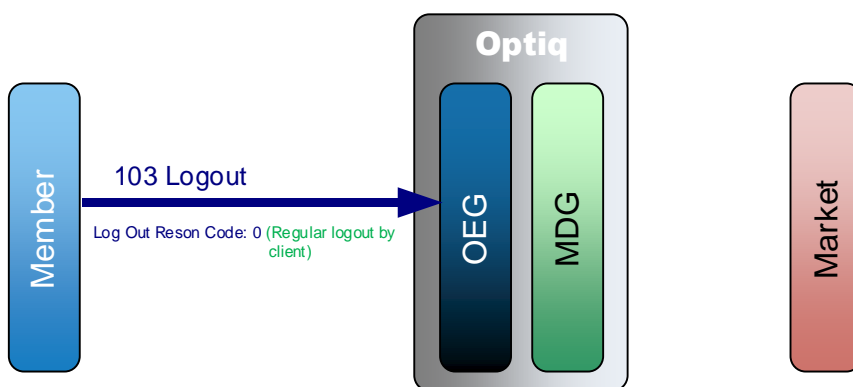 Optiq
Member
103 Logout
Log Out Reson Code: 0 (Regular logout by
client)
OEG
MDG
Market